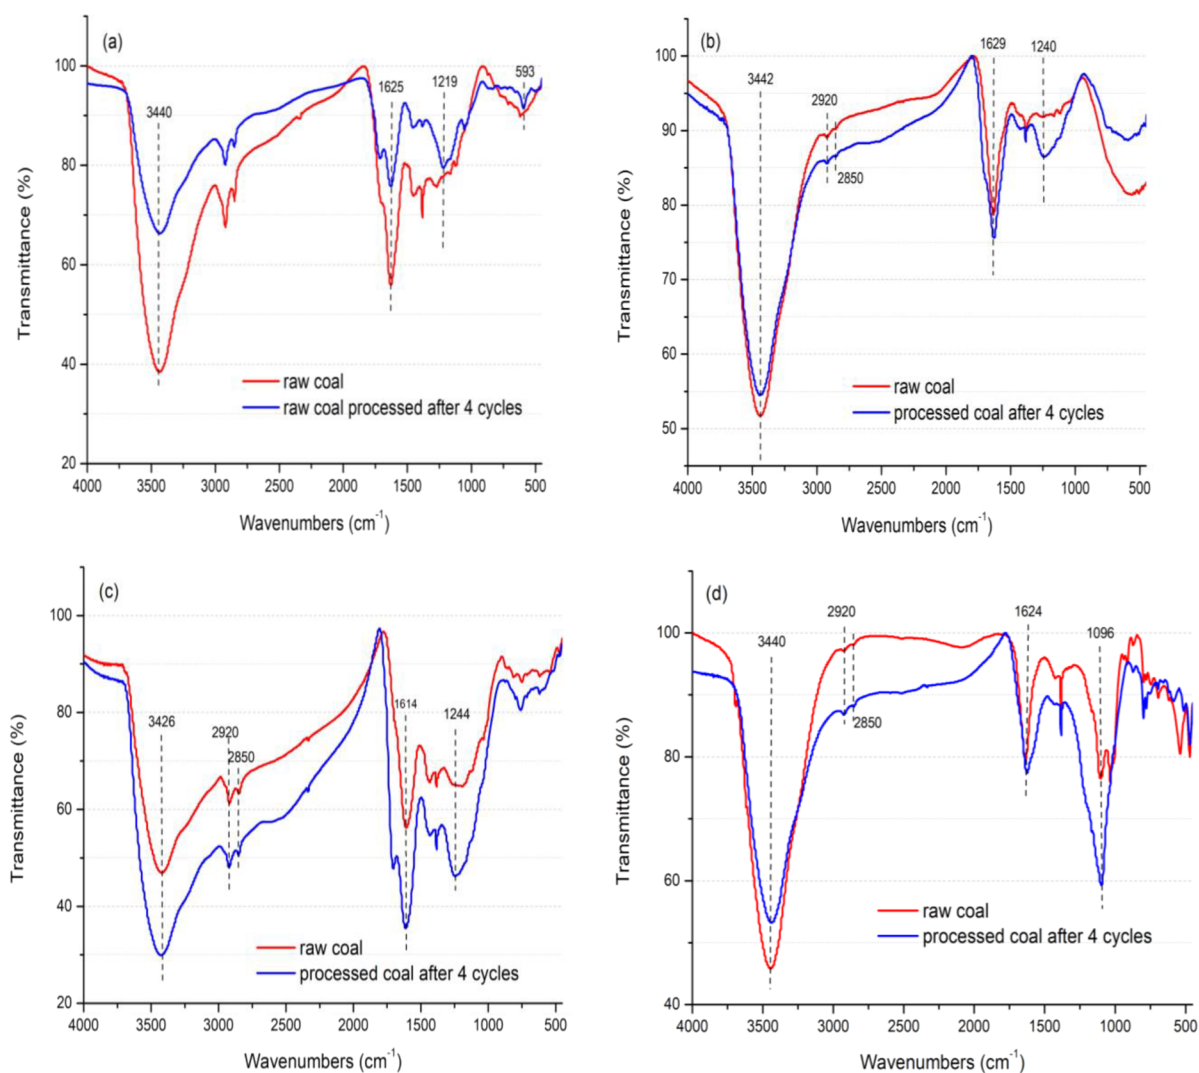 (a)
3440
1625
1219
593
100
80
60
40
20
Transmittance (%)
raw coal
raw coal processed after 4 cycles
4000 3500 3000 2500 2000 1500 1000 500
Wavenumbers (cm⁻¹)
(b)
3442
2920
2850
1629
1240
100
95
90
85
80
75
70
65
60
55
50
Transmittance (%)
raw coal
processed coal after 4 cycles
4000 3500 3000 2500 2000 1500 1000 500
Wavenumbers (cm⁻¹)
(c)
3426
2920
2850
1614
1244
100
80
60
40
20
Transmittance (%)
raw coal
processed coal after 4 cycles
4000 3500 3000 2500 2000 1500 1000 500
Wavenumbers (cm⁻¹)
(d)
3440
2920
2850
1624
1096
100
80
60
40
Transmittance (%)
raw coal
processed coal after 4 cycles
4000 3500 3000 2500 2000 1500 1000 500
Wavenumbers (cm⁻¹)